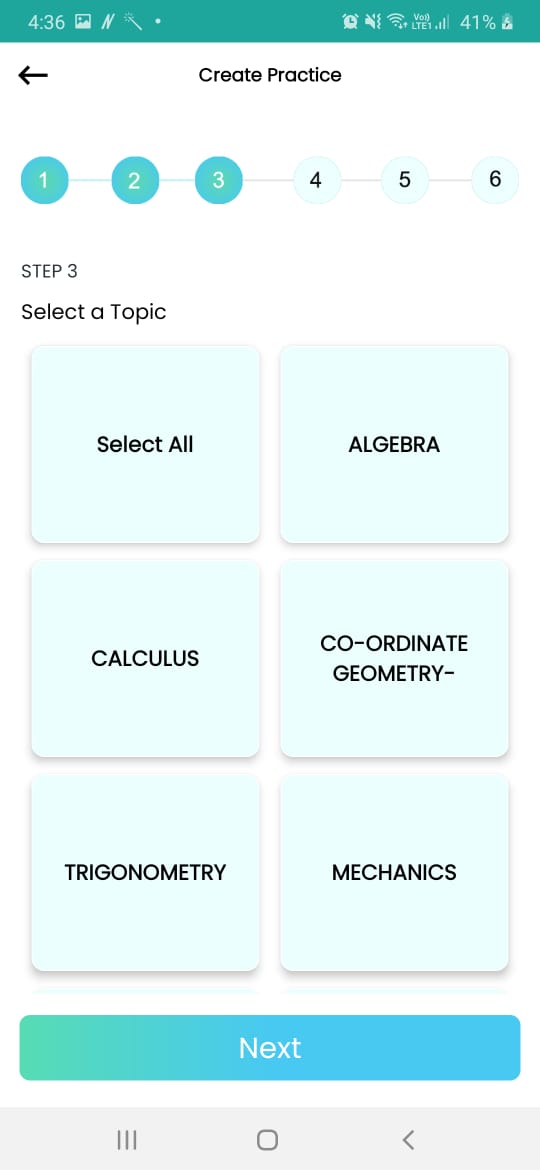 4:36 Vo) LTE1 41%
Create Practice
1 2 3 4 5 6
STEP 3
Select a Topic
Select All ALGEBRA
CALCULUS CO-ORDINATE
GEOMETRY-
TRIGONOMETRY MECHANICS
Next